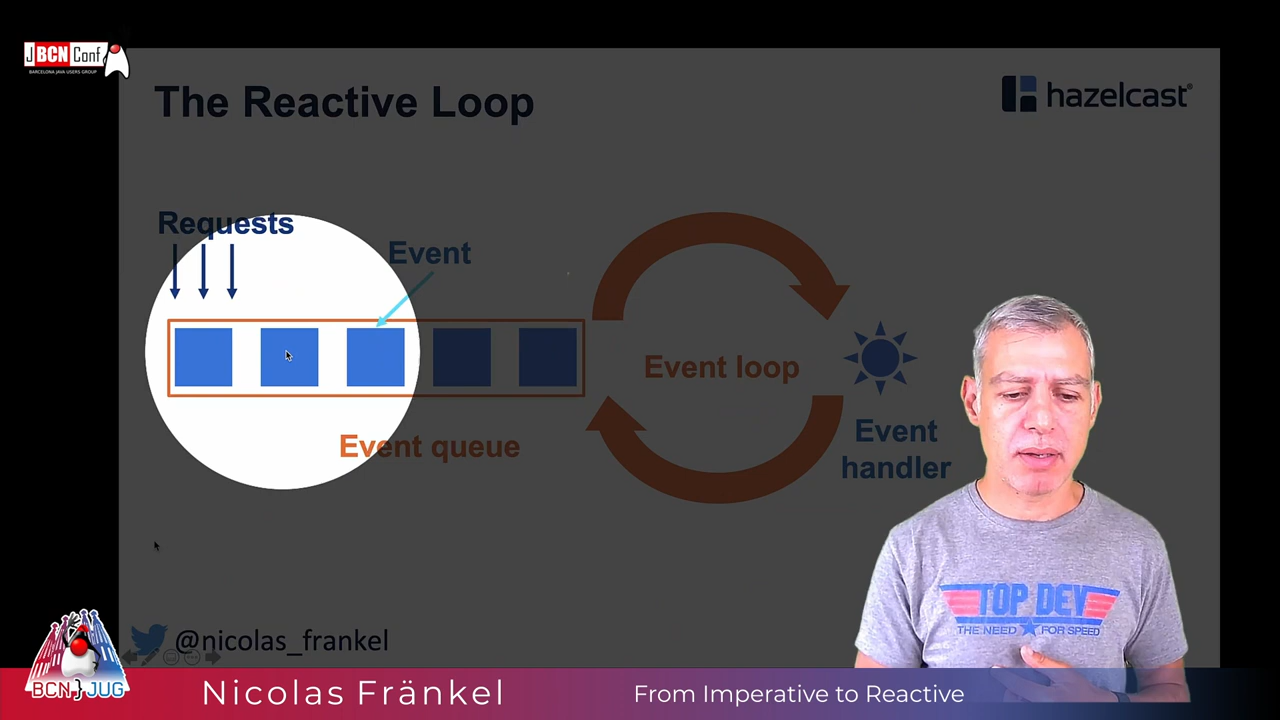 JBCNConf
BARCELONA JAVA USERS GROUP
The Reactive Loop
hazelcast®
Requests
Event
Event loop
Event queue
Event
handler
TOP DEV
THE NEED FOR SPEED
@nicolas_frankel
BCN}JUG
Nicolas Fränkel
From Imperative to Reactive